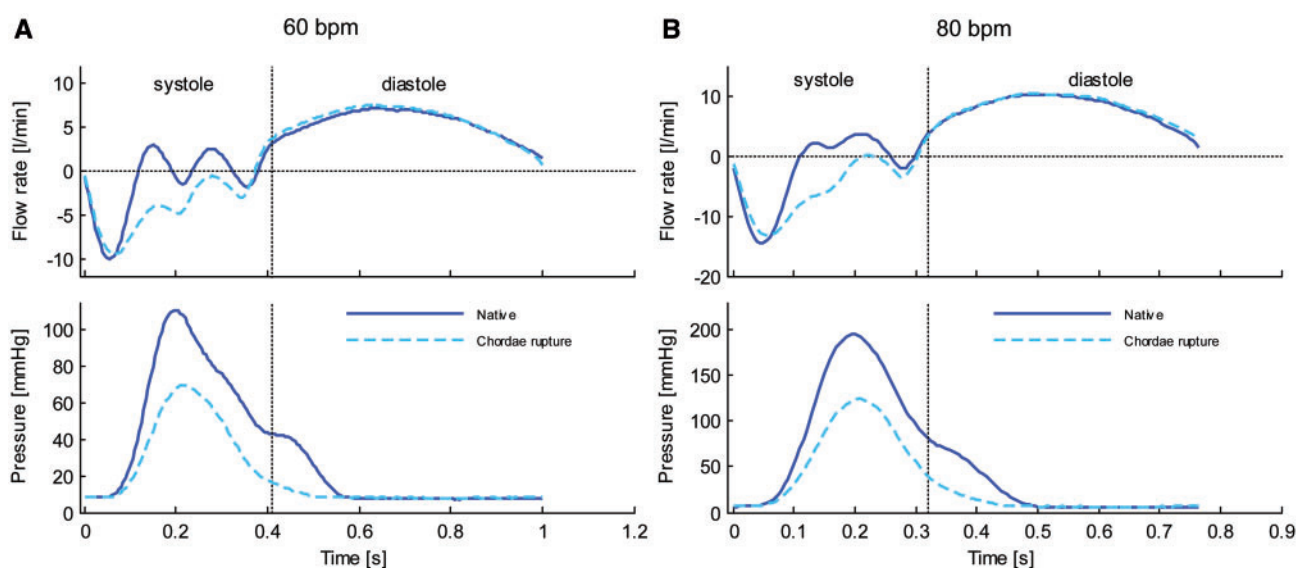 A
60 bpm
systole
diastole
Flow rate [l/min]
10
5
0
-5
-10
Pressure [mmHg]
100
80
60
40
20
0
Native
Chordae rupture
0
0.2
0.4
0.6
0.8
1
1.2
Time [s]
B
80 bpm
systole
diastole
Flow rate [l/min]
10
0
-10
-20
Pressure [mmHg]
200
150
100
50
0
Native
Chordae rupture
0
0.1
0.2
0.3
0.4
0.5
0.6
0.7
0.8
0.9
Time [s]